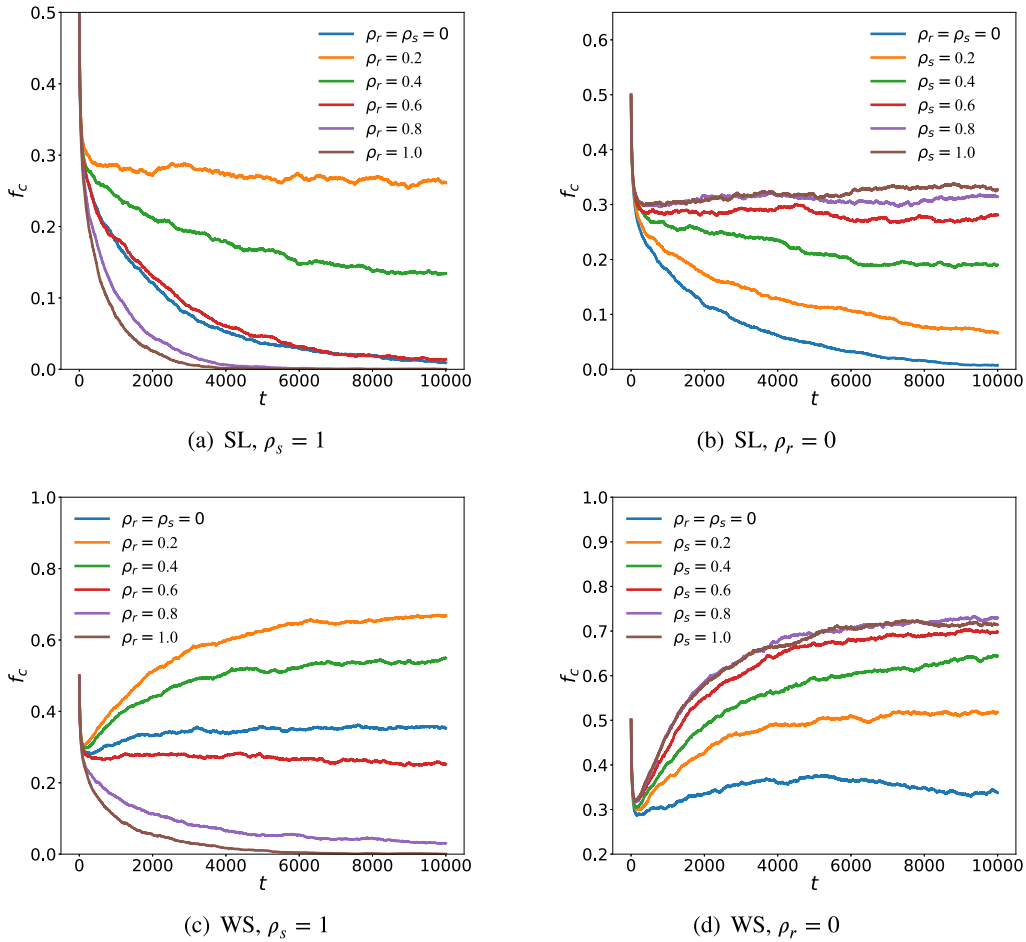 0.5
0.4
0.3
0.2
0.1
0.0
f_c
ρ_r = ρ_s = 0
ρ_r = 0.2
ρ_r = 0.4
ρ_r = 0.6
ρ_r = 0.8
ρ_r = 1.0
0 2000 4000 6000 8000 10000
t
(a) SL, ρ_s = 1
0.6
0.5
0.4
0.3
0.2
0.1
0.0
f_c
ρ_r = ρ_s = 0
ρ_s = 0.2
ρ_s = 0.4
ρ_s = 0.6
ρ_s = 0.8
ρ_s = 1.0
0 2000 4000 6000 8000 10000
t
(b) SL, ρ_r = 0
1.0
0.8
0.6
0.4
0.2
0.0
f_c
ρ_r = ρ_s = 0
ρ_r = 0.2
ρ_r = 0.4
ρ_r = 0.6
ρ_r = 0.8
ρ_r = 1.0
0 2000 4000 6000 8000 10000
t
(c) WS, ρ_s = 1
1.0
0.9
0.8
0.7
0.6
0.5
0.4
0.3
0.2
f_c
ρ_r = ρ_s = 0
ρ_s = 0.2
ρ_s = 0.4
ρ_s = 0.6
ρ_s = 0.8
ρ_s = 1.0
0 2000 4000 6000 8000 10000
t
(d) WS, ρ_r = 0